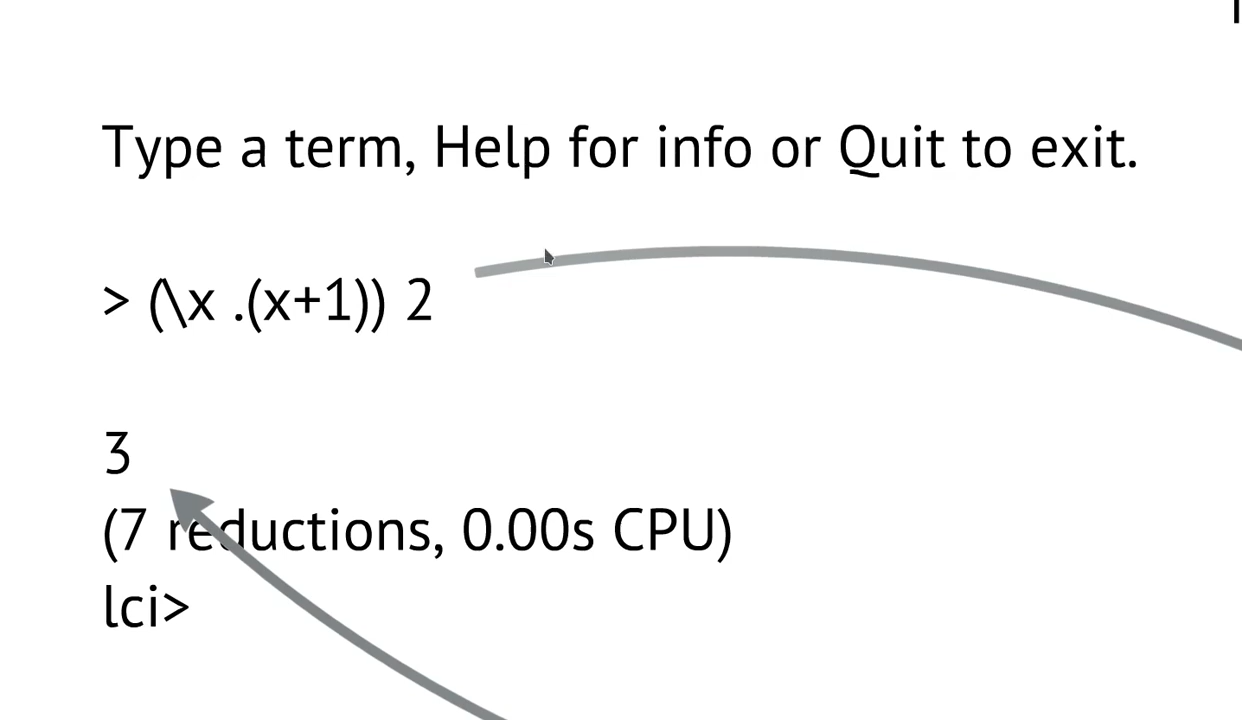 Type a term, Help for info or Quit to exit.
> (\x .(x+1)) 2
3
(7 reductions, 0.00s CPU)
lci>